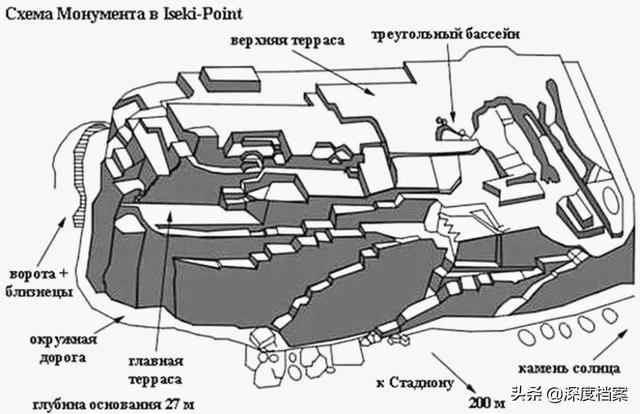 Схема Монумента в Iseki-Point
верхняя терраса
треугольный бассейн
ворота +
близнецы
окружная
дорога
главная
терраса
глубина основания 27 м
к Стадиону
200 м
камень солнца
头条 @深度档案